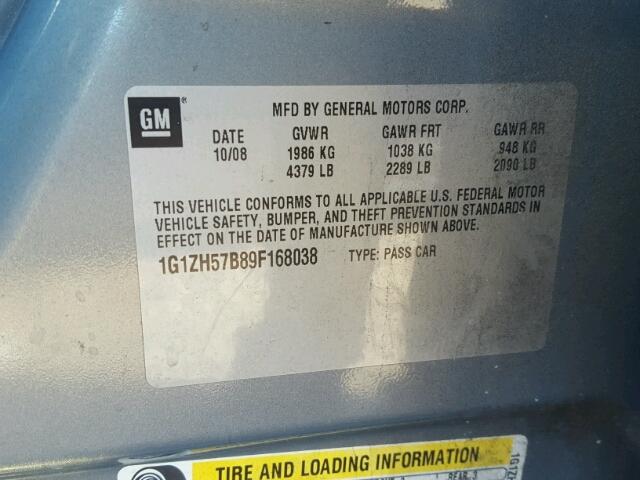 GM
MFD BY GENERAL MOTORS CORP.
DATE GVWR GAWR FRT GAWR RR
10/08 1986 KG 1038 KG 948 KG
4379 LB 2289 LB 2090 LB
THIS VEHICLE CONFORMS TO ALL APPLICABLE U.S. FEDERAL MOTOR
VEHICLE SAFETY, BUMPER, AND THEFT PREVENTION STANDARDS IN
EFFECT ON THE DATE OF MANUFACTURE SHOWN ABOVE.
1G1ZH57B89F168038 TYPE: PASS CAR
TIRE AND LOADING INFORMATION
1G1ZH